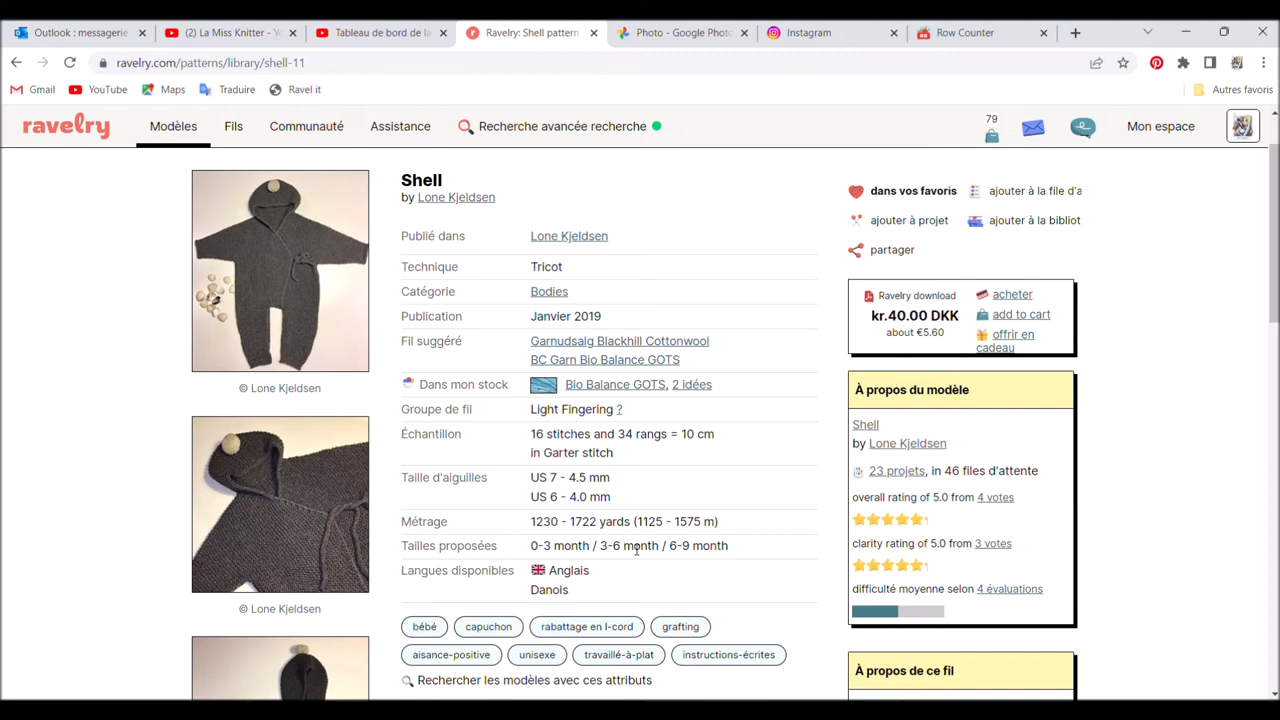 Outlook : messagerie
(2) La Miss Knitter - Yo
Tableau de bord de la
Ravelry: Shell pattern
Photo - Google Photo
Instagram
Row Counter
ravelry.com/patterns/library/shell-11
Gmail
YouTube
Maps
Traduire
Ravel it
Autres favoris
ravelry
Modèles
Fils
Communauté
Assistance
Recherche avancée recherche
79
Mon espace
Shell
by Lone Kjeldsen
Publié dans Lone Kjeldsen
Technique Tricot
Catégorie Bodies
Publication Janvier 2019
Fil suggéré Garnudsalg Blackhill Cottonwool
BC Garn Bio Balance GOTS
Dans mon stock Bio Balance GOTS, 2 idées
Groupe de fil Light Fingering ?
Échantillon 16 stitches and 34 rangs = 10 cm
in Garter stitch
Taille d'aiguilles US 7 - 4.5 mm
US 6 - 4.0 mm
Métrage 1230 - 1722 yards (1125 - 1575 m)
Tailles proposées 0-3 month / 3-6 month / 6-9 month
Langues disponibles Anglais
Danois
bébé capuchon rabattage en I-cord grafting
aisance-positive unisexe travaillé-à-plat instructions-écrites
Rechercher les modèles avec ces attributs
© Lone Kjeldsen
© Lone Kjeldsen
dans vos favoris ajouter à la file d'a
ajouter à projet ajouter à la bibliot
partager
Ravelry download
kr.40.00 DKK
about €5.60
acheter
add to cart
offrir en
cadeau
À propos du modèle
Shell
by Lone Kjeldsen
23 projets, in 46 files d'attente
overall rating of 5.0 from 4 votes
clarity rating of 5.0 from 3 votes
difficulté moyenne selon 4 évaluations
À propos de ce fil